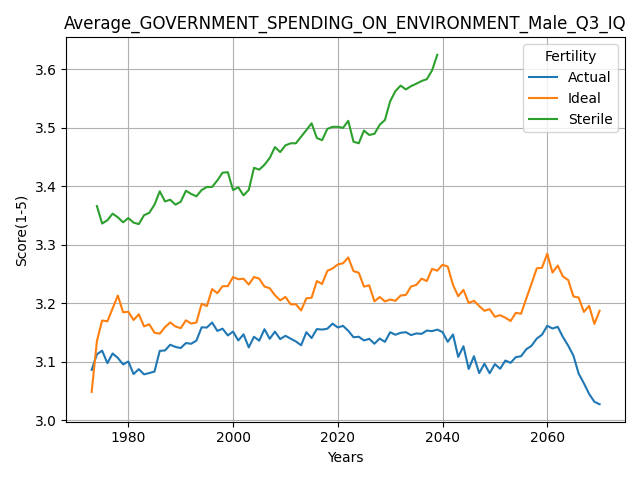 Average_GOVERNMENT_SPENDING_ON_ENVIRONMENT_Male_Q3_IQ
Fertility
Actual
Ideal
Sterile
Score(1-5)
3.6
3.5
3.4
3.3
3.2
3.1
3.0
1980 2000 2020 2040 2060
Years